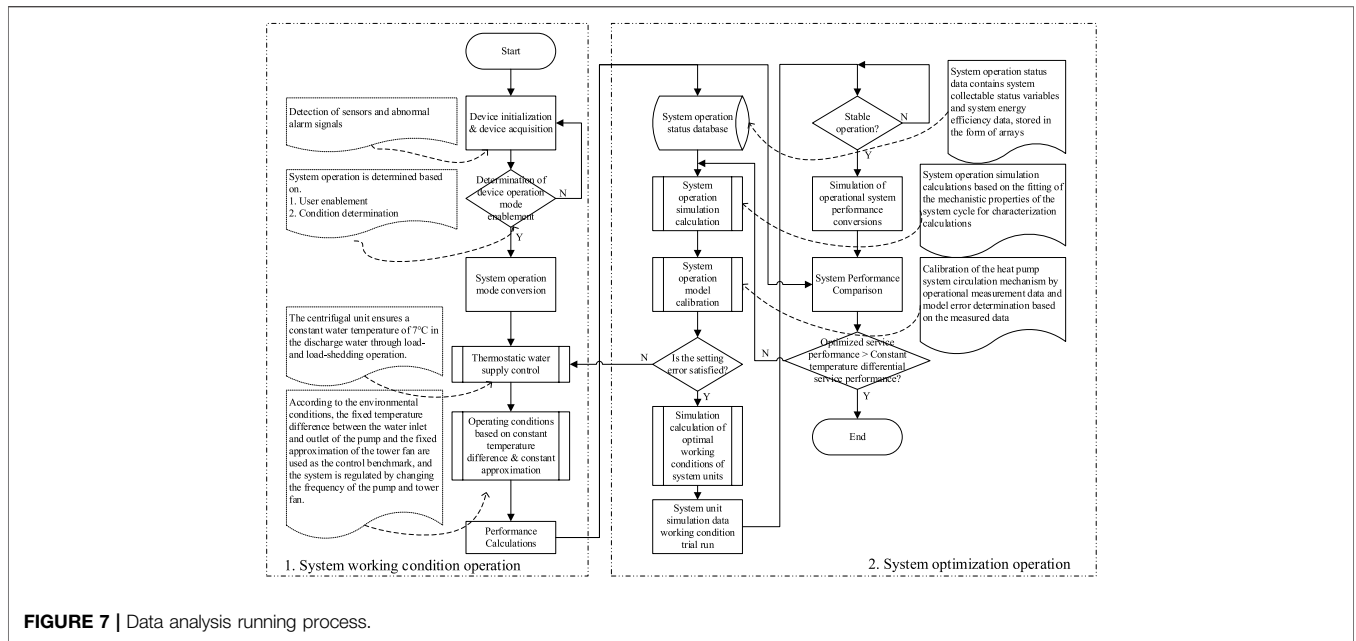 Start
Detection of sensors and abnormal
alarm signals
Device initialization
& device acquisition
System operation is determined based
on.
1. User enablement
2. Condition determination
Determination of
device operation
mode
enablement
N
Y
System operation
mode conversion
The centrifugal unit ensures a
constant water temperature of 7°C in
the discharge water through load-
and load-shedding operation.
Thermostatic water
supply control
According to the environmental
conditions, the fixed temperature
difference between the water inlet
and outlet of the pump and the fixed
approximation of the tower fan are
used as the control benchmark, and
the system is regulated by changing
the frequency of the pump and tower
fan.
Operating conditions
based on constant
temperature
difference & constant
approximation
Performance
Calculations
1. System working condition operation
System operation
status database
System
operation
simulation
calculation
System
operation
model
calibration
N
Is the setting
error satisfied?
Y
Simulation
calculation of
optimal
working
conditions of
system units
System unit
simulation data
working condition
trial run
Stable
operation?
N
Y
Simulation of
operational system
performance
conversions
System Performance
Comparison
N
Optimized service
performance > Constant
temperature differential
service performance?
Y
End
System operation status
data contains system
collectable status variables
and system energy
efficiency data, stored in
the form of arrays
System operation simulation
calculations based on the fitting of
the mechanistic properties of
the system cycle for characterization
calculations
Calibration of the heat pump
system circulation mechanism by
operational measurement data and
model error determination based
on the measured data
2. System optimization operation
FIGURE 7 | Data analysis running process.